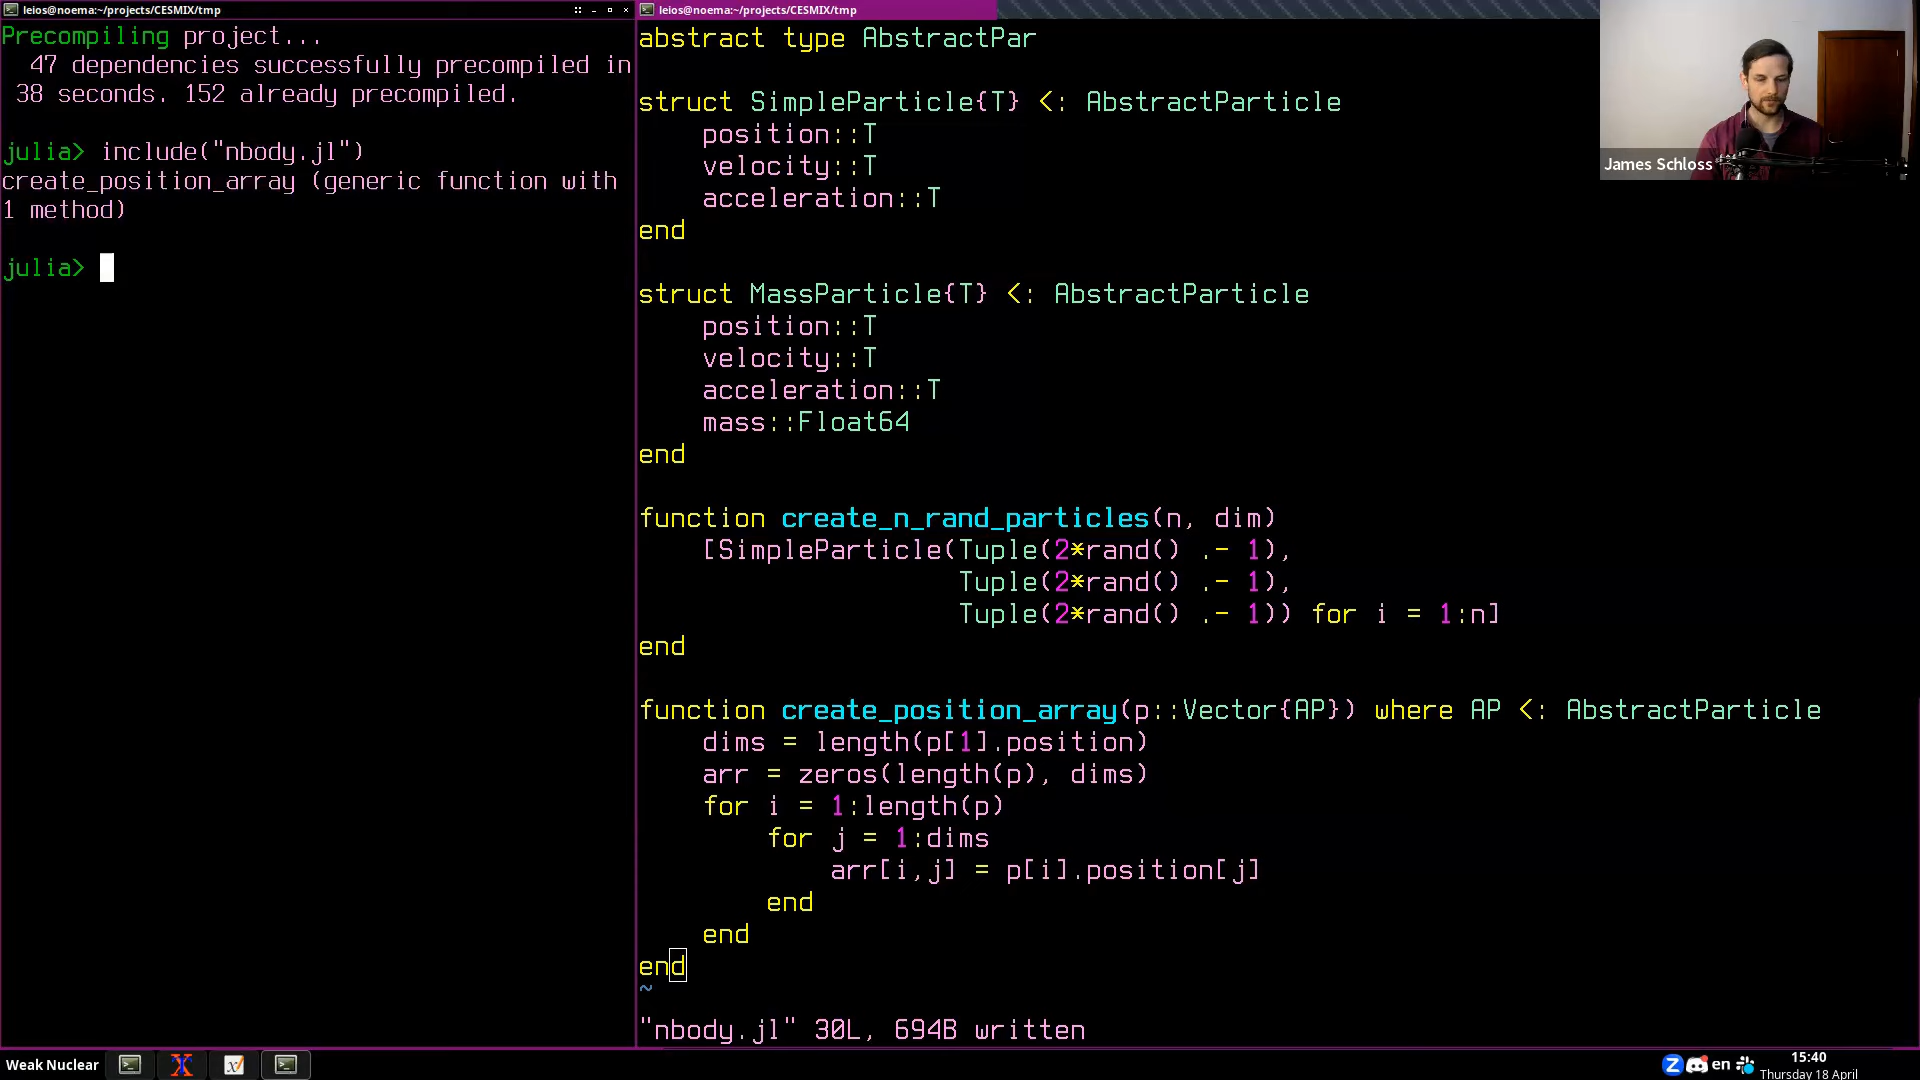 leios@noema:~/projects/CESMIX/tmp
Precompiling project...
47 dependencies successfully precompiled in
38 seconds. 152 already precompiled.
julia> include("nbody.jl")
create_position_array (generic function with
1 method)
julia>
leios@noema:~/projects/CESMIX/tmp
abstract type AbstractPar
struct SimpleParticle{T} <: AbstractParticle
position::T
velocity::T
acceleration::T
end
struct MassParticle{T} <: AbstractParticle
position::T
velocity::T
acceleration::T
mass::Float64
end
function create_n_rand_particles(n, dim)
[SimpleParticle(Tuple(2*rand() .- 1),
Tuple(2*rand() .- 1),
Tuple(2*rand() .- 1)) for i = 1:n]
end
function create_position_array(p::Vector{AP}) where AP <: AbstractParticle
dims = length(p[1].position)
arr = zeros(length(p), dims)
for i = 1:length(p)
for j = 1:dims
arr[i,j] = p[i].position[j]
end
end
end
~
"nbody.jl" 30L, 694B written
James Schloss
Weak Nuclear
en
15:40
Thursday 18 April